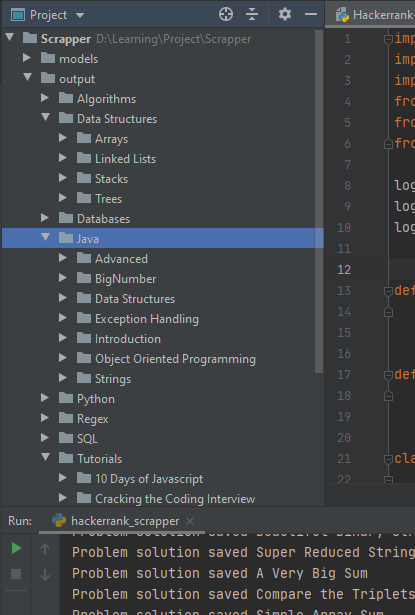 Project
Hackerrank-
Scrapper D:\Learning\Project\Scrapper
models
output
Algorithms
Data Structures
Arrays
Linked Lists
Stacks
Trees
Databases
Java
Advanced
BigNumber
Data Structures
Exception Handling
Introduction
Object Oriented Programming
Strings
Python
Regex
SQL
Tutorials
10 Days of Javascript
Cracking the Coding Interview
1 imp
2 imp
3 imp
4 fro
5 fro
6 fro
7
8 log
9 log
10 log
11
12
13 def
14
15
16
17 def
18
19
20
21 cla
22
Run: hackerrank_scrapper
Problem solution saved Beautiful Binary Str
Problem solution saved Super Reduced String
Problem solution saved A Very Big Sum
Problem solution saved Compare the Triplets
Problem solution saved Simple Array Sum